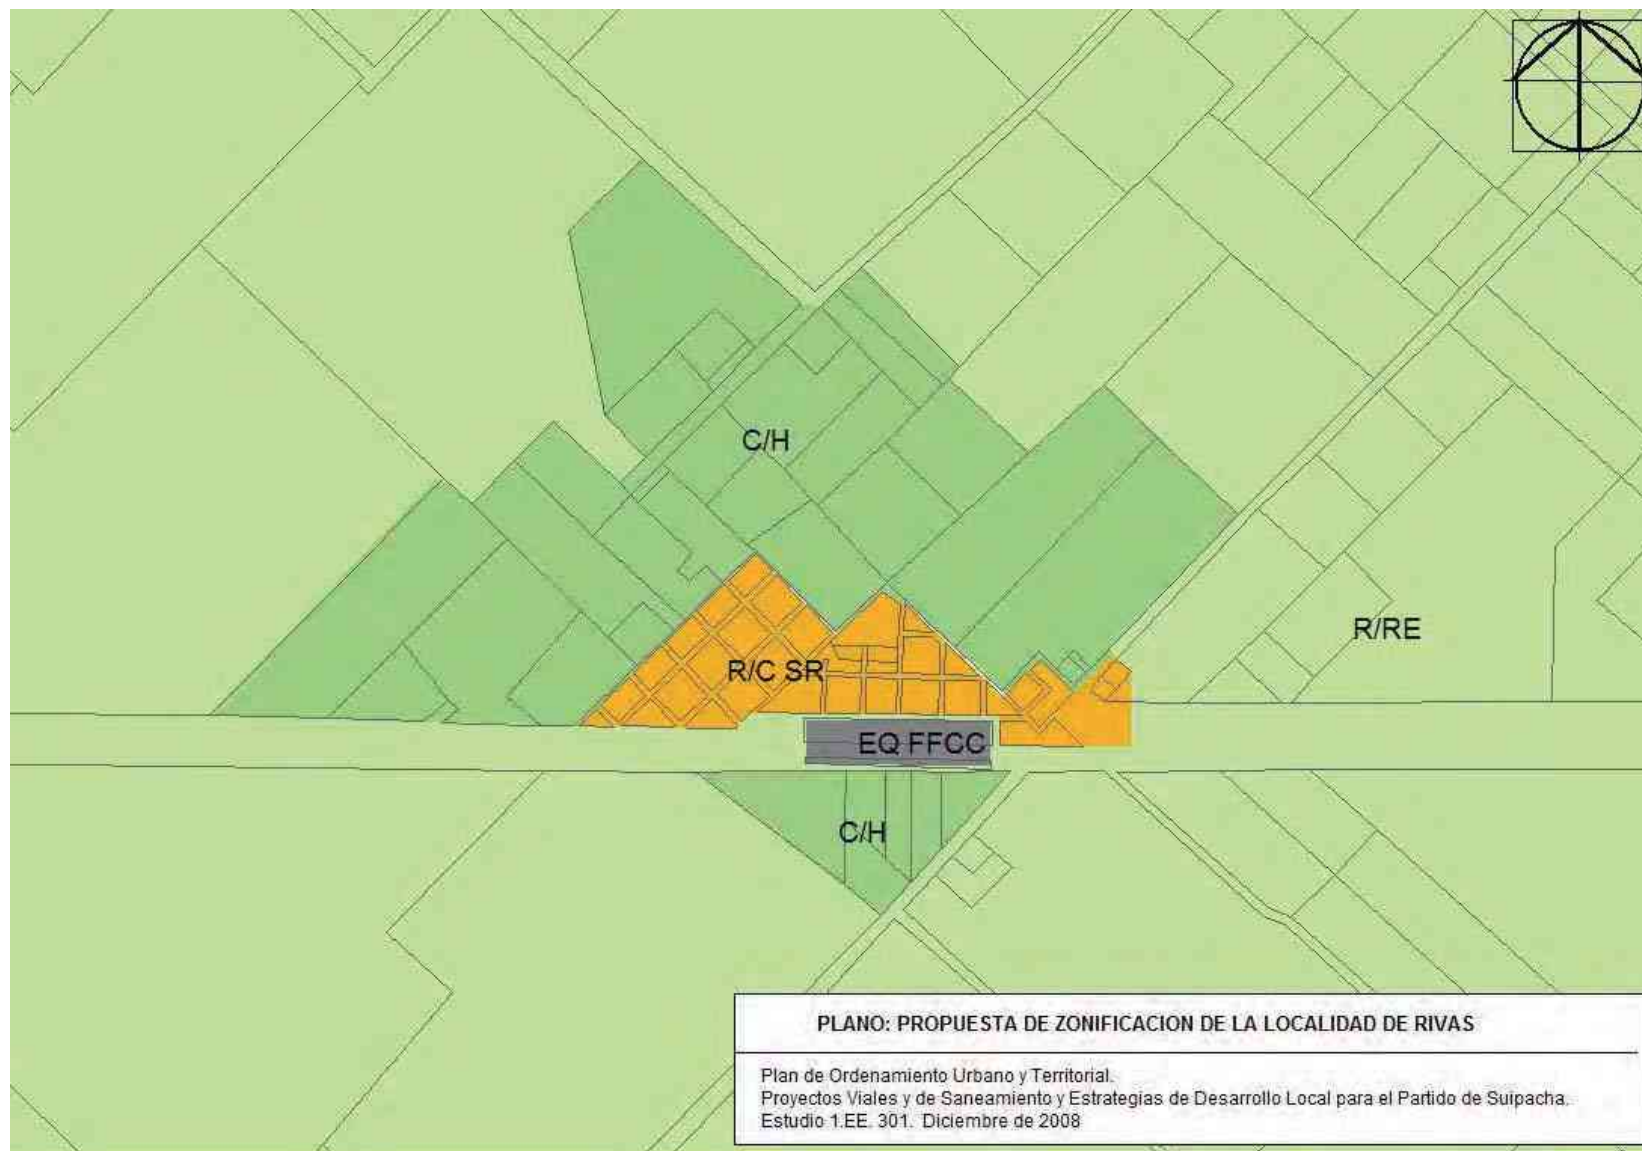 C/H
R/RE
R/C SR
EQ FFCC
C/H
PLANO: PROPUESTA DE ZONIFICACION DE LA LOCALIDAD DE RIVAS
Plan de Ordenamiento Urbano y Territorial.
Proyectos Viales y de Saneamiento y Estrategias de Desarrollo Local para el Partido de Suipacha.
Estudio 1.EE. 301. Diciembre de 2008